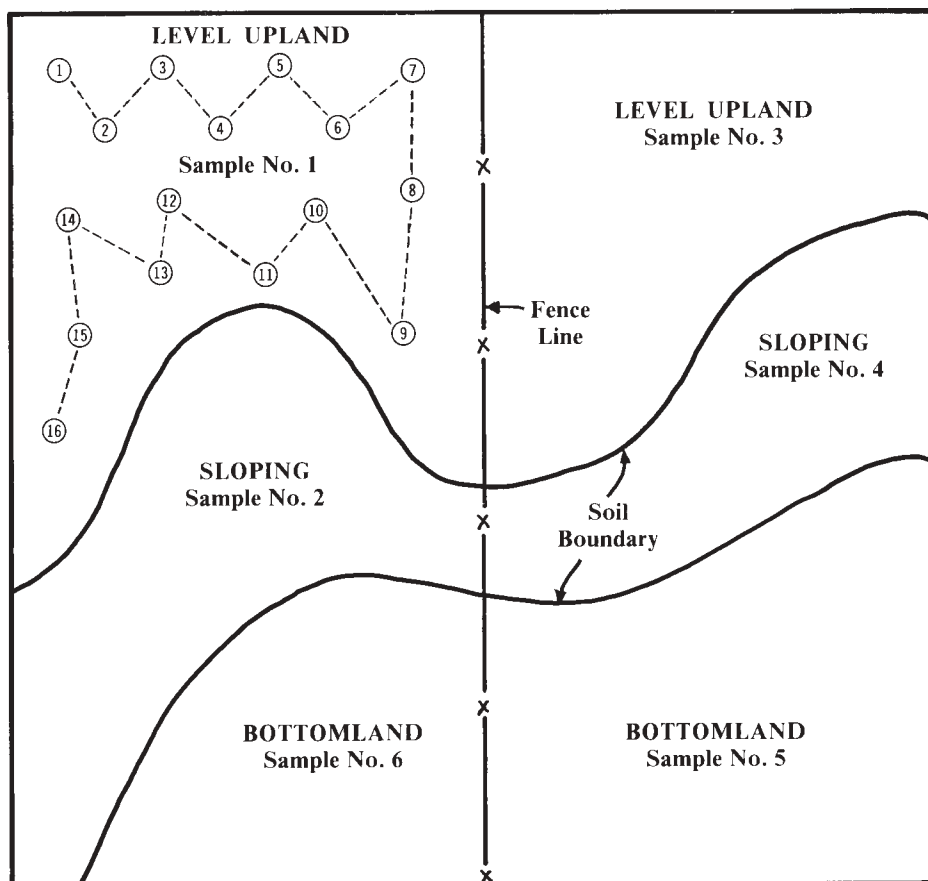 LEVEL UPLAND
1
3
5
7
2
4
6
Sample No. 1
8
12
10
14
13
11
9
15
16
LEVEL UPLAND
Sample No. 3
X
Fence
Line
X
SLOPING
Sample No. 4
SLOPING
Sample No. 2
X
Soil
Boundary
X
BOTTOMLAND
Sample No. 6
BOTTOMLAND
Sample No. 5
X